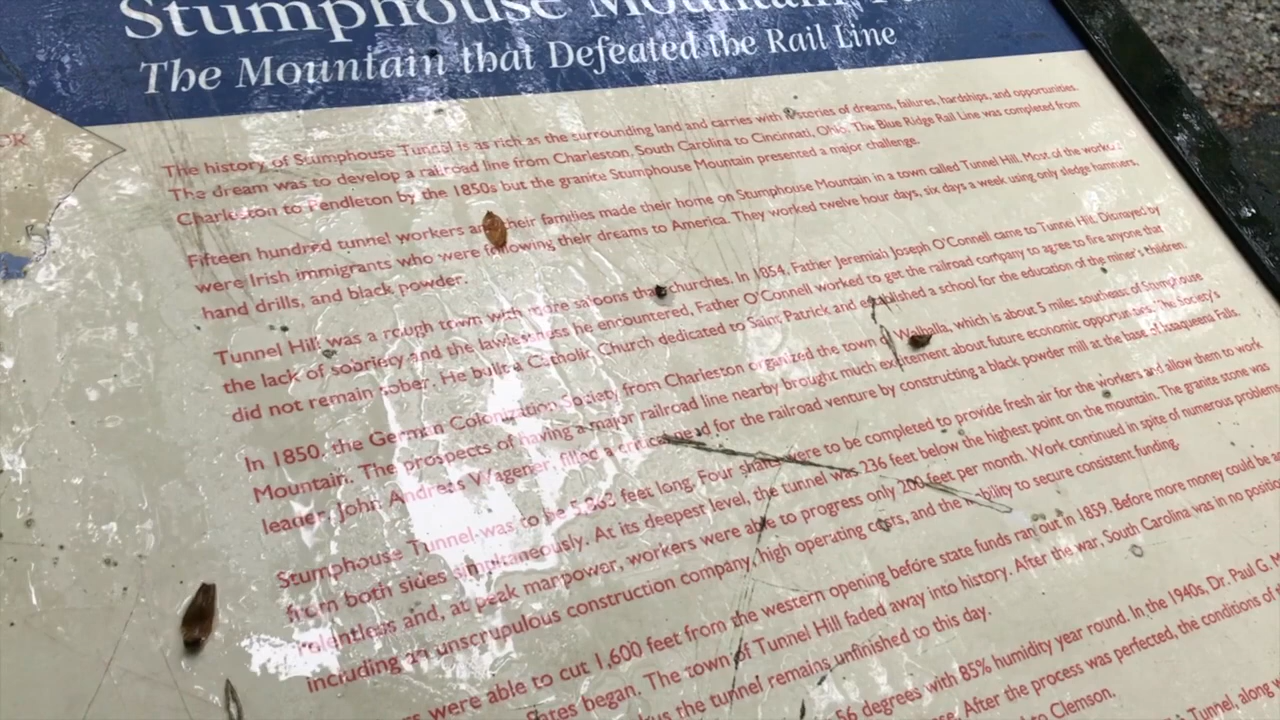 Stumphouse Mountain
The Mountain that Defeated the Rail Line
OR
The history of Stumphouse Tunnel is as rich as the surrounding land and carries with it stories of dreams, failures, hardships, and opportunities.
The dream was to develop a railroad line from Charleston, South Carolina to Cincinnati, Ohio. The Blue Ridge Rail Line was completed from
Charleston to Pendleton by the 1850s but the granite Stumphouse Mountain presented a major challenge.
Fifteen hundred tunnel workers and their families made their home on Stumphouse Mountain in a town called Tunnel Hill. Most of the workers
were Irish immigrants who were following their dreams to America. They worked twelve hour days, six days a week using only sledge hammers,
hand drills, and black powder.
Tunnel Hill was a rough town with more saloons than churches. In 1854, Father Jeremiah Joseph O'Connell came to Tunnel Hill. Dismayed by
the lack of sobriety and the lawlessness he encountered, Father O'Connell worked to get the railroad company to agree to fire anyone that
did not remain sober. He built a Catholic Church dedicated to Saint Patrick and established a school for the education of the miner's children.
In 1850, the German Colonization Society from Charleston organized the town of Walhalla, which is about 5 miles southeast of Stumphouse
Mountain. The prospects of having a major railroad line nearby brought much excitement about future economic opportunities. The Society's
leader, John Andreas Wagener, filled a critical need for the railroad venture by constructing a black powder mill at the base of Issaqueena Falls.
Stumphouse Tunnel was to be 5,863 feet long. Four shafts were to be completed to provide fresh air for the workers and allow them to work
from both sides simultaneously. At its deepest level, the tunnel was 236 feet below the highest point on the mountain. The granite stone was
relentless and, at peak manpower, workers were able to progress only 200 feet per month. Work continued in spite of numerous problems
including an unscrupulous construction company, high operating costs, and the inability to secure consistent funding.
were able to cut 1,600 feet from the western opening before state funds ran out in 1859. Before more money could be
began. The town of Tunnel Hill faded away into history. After the war, South Carolina was in no
the tunnel remains unfinished to this day.
56 degrees with 85% humidity year round. In the 1940s, Dr. Paul G.
After the process was perfected, the conditions of
to Clemson.
Tunnel, along